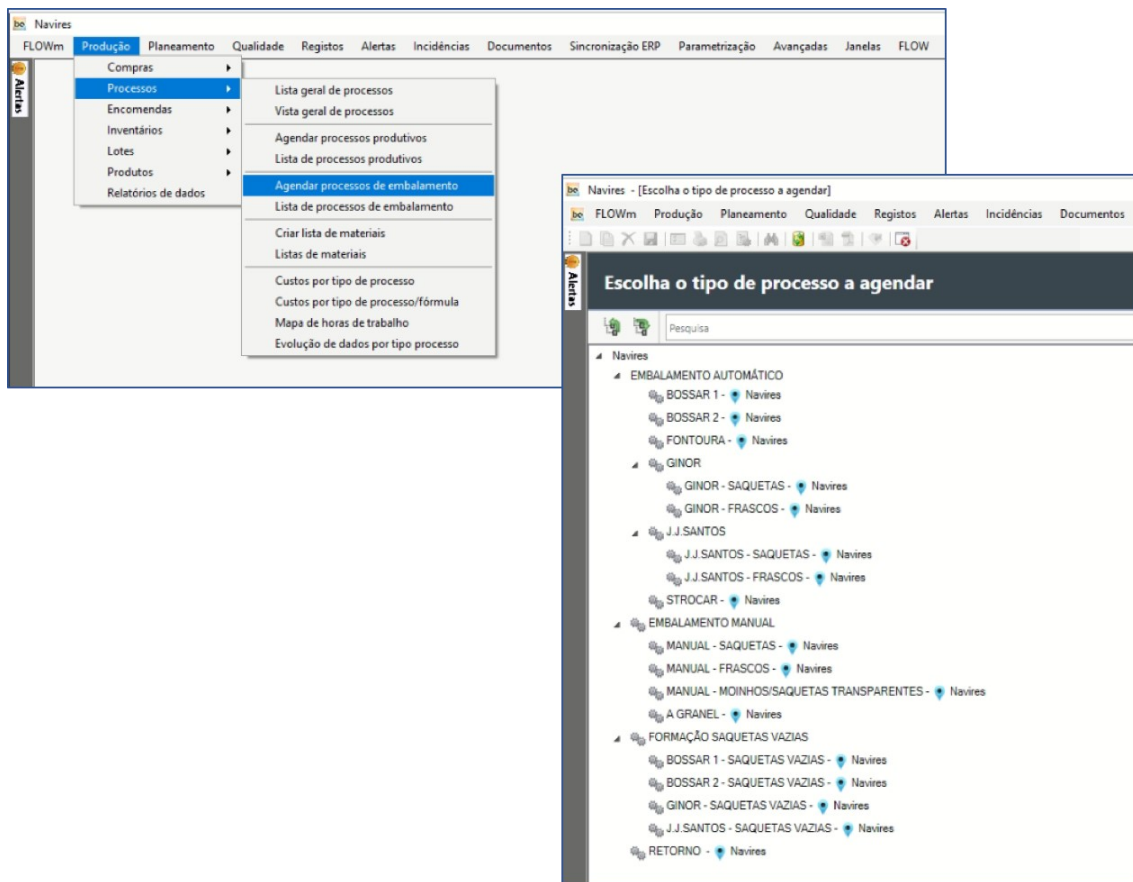 be Navires
FLOWm Produção Planeamento Qualidade Registos Alertas Incidências Documentos Sincronização ERP Parametrização Avançadas Janelas FLOW
Alertas
Compras
Processos
Encomendas
Inventários
Lotes
Produtos
Relatórios de dados
Lista geral de processos
Vista geral de processos
Agendar processos produtivos
Lista de processos produtivos
Agendar processos de embalamento
Lista de processos de embalamento
Criar lista de materiais
Listas de materiais
Custos por tipo de processo
Custos por tipo de processo/fórmula
Mapa de horas de trabalho
Evolução de dados por tipo processo
be Navires - [Escolha o tipo de processo a agendar]
be FLOWm Produção Planeamento Qualidade Registos Alertas Incidências Documentos
Alertas
Escolha o tipo de processo a agendar
Pesquisa
Navires
EMBALAMENTO AUTOMÁTICO
BOSSAR 1 - Navires
BOSSAR 2 - Navires
FONTOURA - Navires
GINOR
GINOR - SAQUETAS - Navires
GINOR - FRASCOS - Navires
J.J.SANTOS
J.J.SANTOS - SAQUETAS - Navires
J.J.SANTOS - FRASCOS - Navires
STROCAR - Navires
EMBALAMENTO MANUAL
MANUAL - SAQUETAS - Navires
MANUAL - FRASCOS - Navires
MANUAL - MOINHOS/SAQUETAS TRANSPARENTES - Navires
A GRANEL - Navires
FORMAÇÃO SAQUETAS VAZIAS
BOSSAR 1 - SAQUETAS VAZIAS - Navires
BOSSAR 2 - SAQUETAS VAZIAS - Navires
GINOR - SAQUETAS VAZIAS - Navires
J.J.SANTOS - SAQUETAS VAZIAS - Navires
RETORNO - Navires